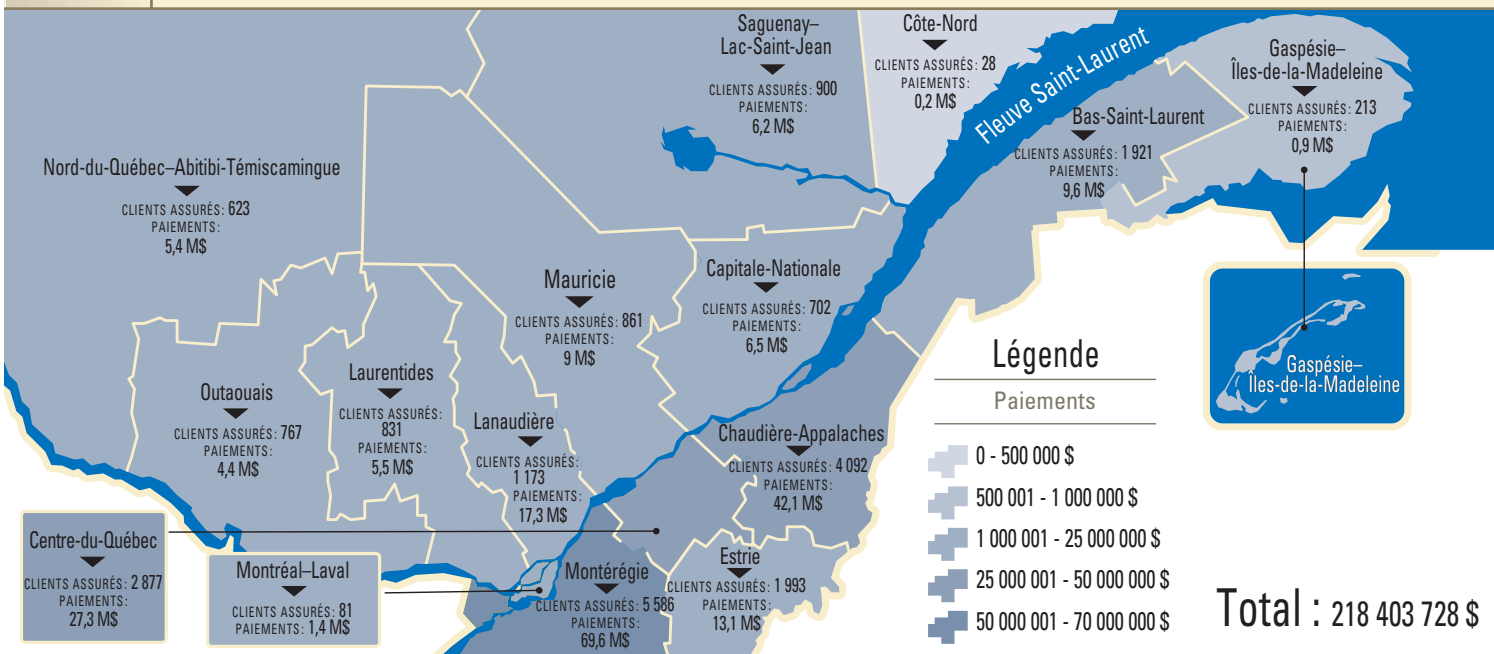 Saguenay–
Lac-Saint-Jean
CLIENTS ASSURÉS: 900
PAIEMENTS:
6,2 M$
Côte-Nord
CLIENTS ASSURÉS: 28
PAIEMENTS:
0,2 M$
Fleuve Saint-Laurent
Gaspésie–
Îles-de-la-Madeleine
CLIENTS ASSURÉS: 213
PAIEMENTS:
0,9 M$
Bas-Saint-Laurent
CLIENTS ASSURÉS: 1 921
PAIEMENTS:
9,6 M$
Nord-du-Québec–Abitibi-Témiscamingue
CLIENTS ASSURÉS: 623
PAIEMENTS:
5,4 M$
Mauricie
CLIENTS ASSURÉS: 861
PAIEMENTS:
9 M$
Capitale-Nationale
CLIENTS ASSURÉS: 702
PAIEMENTS:
6,5 M$
Outaouais
CLIENTS ASSURÉS: 767
PAIEMENTS:
4,4 M$
Laurentides
CLIENTS ASSURÉS:
831
PAIEMENTS:
5,5 M$
Lanaudière
CLIENTS ASSURÉS:
1 173
PAIEMENTS:
17,3 M$
Chaudière-Appalaches
CLIENTS ASSURÉS: 4 092
PAIEMENTS:
42,1 M$
Centre-du-Québec
CLIENTS ASSURÉS: 2 877
PAIEMENTS:
27,3 M$
Montréal–Laval
CLIENTS ASSURÉS: 81
PAIEMENTS: 1,4 M$
Montérégie
CLIENTS ASSURÉS: 5 586
PAIEMENTS:
69,6 M$
Estrie
CLIENTS ASSURÉS: 1 993
PAIEMENTS:
13,1 M$
Gaspésie–
Îles-de-la-Madeleine
Légende
Paiements
0 - 500 000 $
500 001 - 1 000 000 $
1 000 001 - 25 000 000 $
25 000 001 - 50 000 000 $
50 000 001 - 70 000 000 $
Total : 218 403 728 $